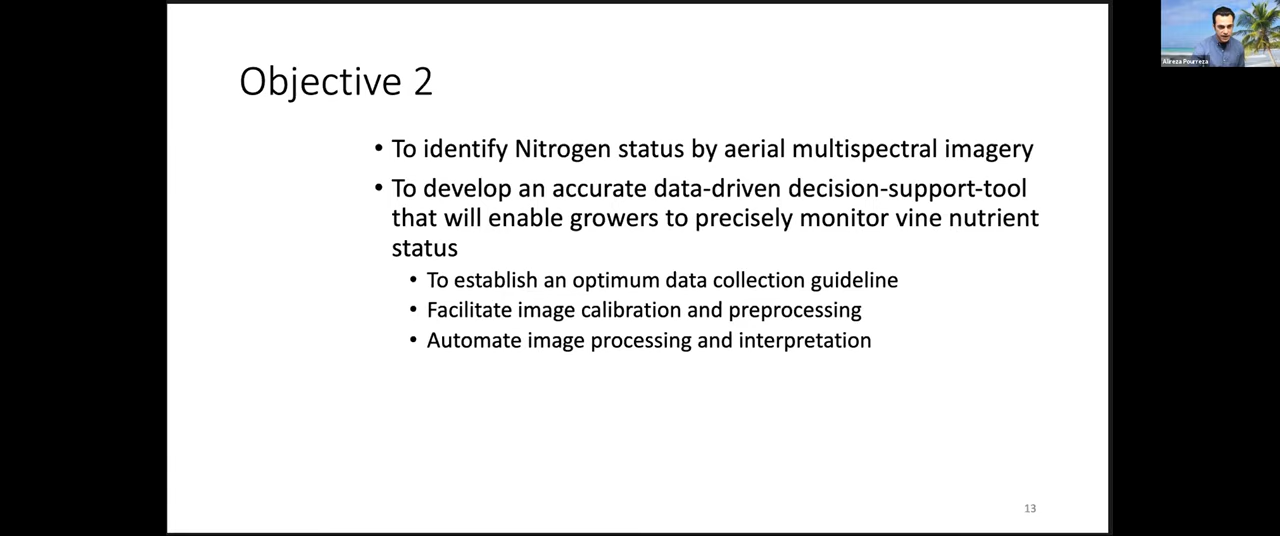 Objective 2
• To identify Nitrogen status by aerial multispectral imagery
• To develop an accurate data-driven decision-support-tool
that will enable growers to precisely monitor vine nutrient
status
• To establish an optimum data collection guideline
• Facilitate image calibration and preprocessing
• Automate image processing and interpretation
13
Alireza Pourreza